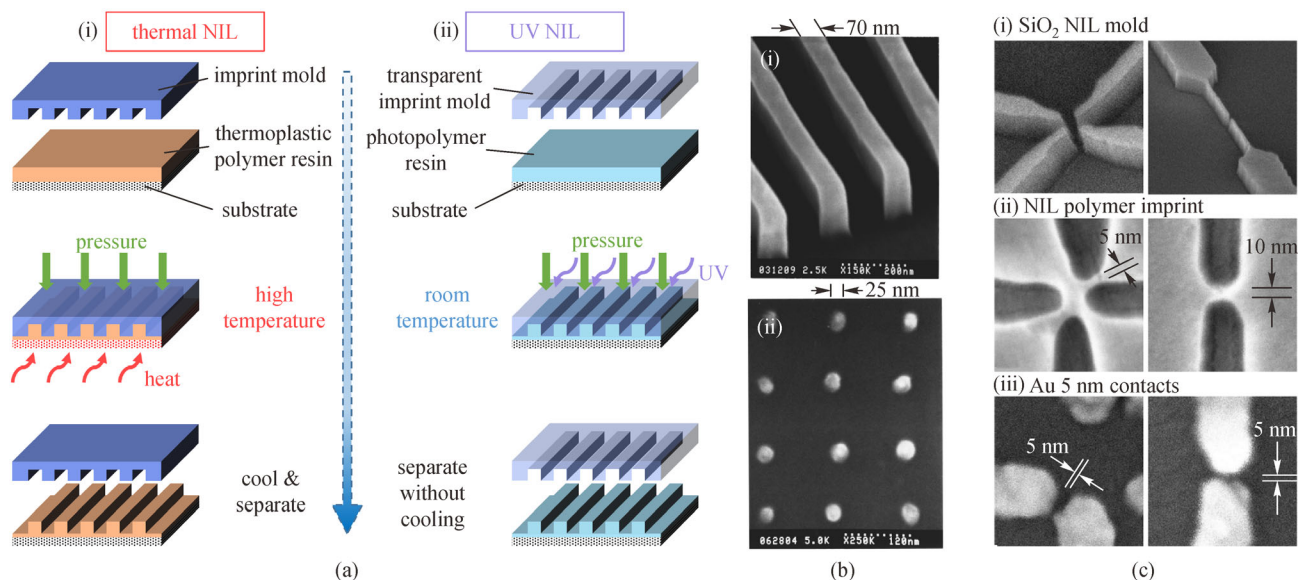 (i)
thermal NIL
imprint mold
thermoplastic
polymer resin
substrate
pressure
high
temperature
heat
cool &
separate
(ii)
UV NIL
transparent
imprint mold
photopolymer
resin
substrate
pressure
UV
room
temperature
separate
without
cooling
(a)
70 nm
(i)
031209 2.5K X150K 200nm
25 nm
(ii)
062804 5.0K X250K 120nm
(b)
(i) SiO₂ NIL mold
(ii) NIL polymer imprint
5 nm
10 nm
(iii) Au 5 nm contacts
5 nm
5 nm
(c)